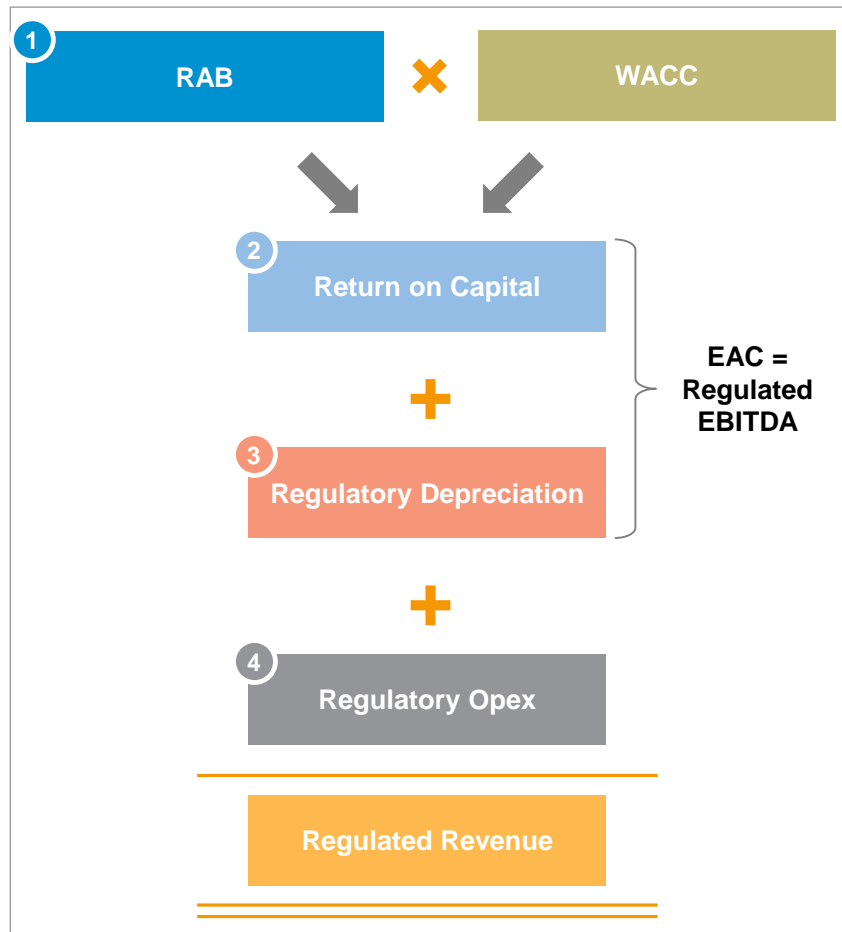 1
RAB
WACC
2
Return on Capital
EAC =
Regulated
EBITDA
3
Regulatory Depreciation
4
Regulatory Opex
Regulated Revenue